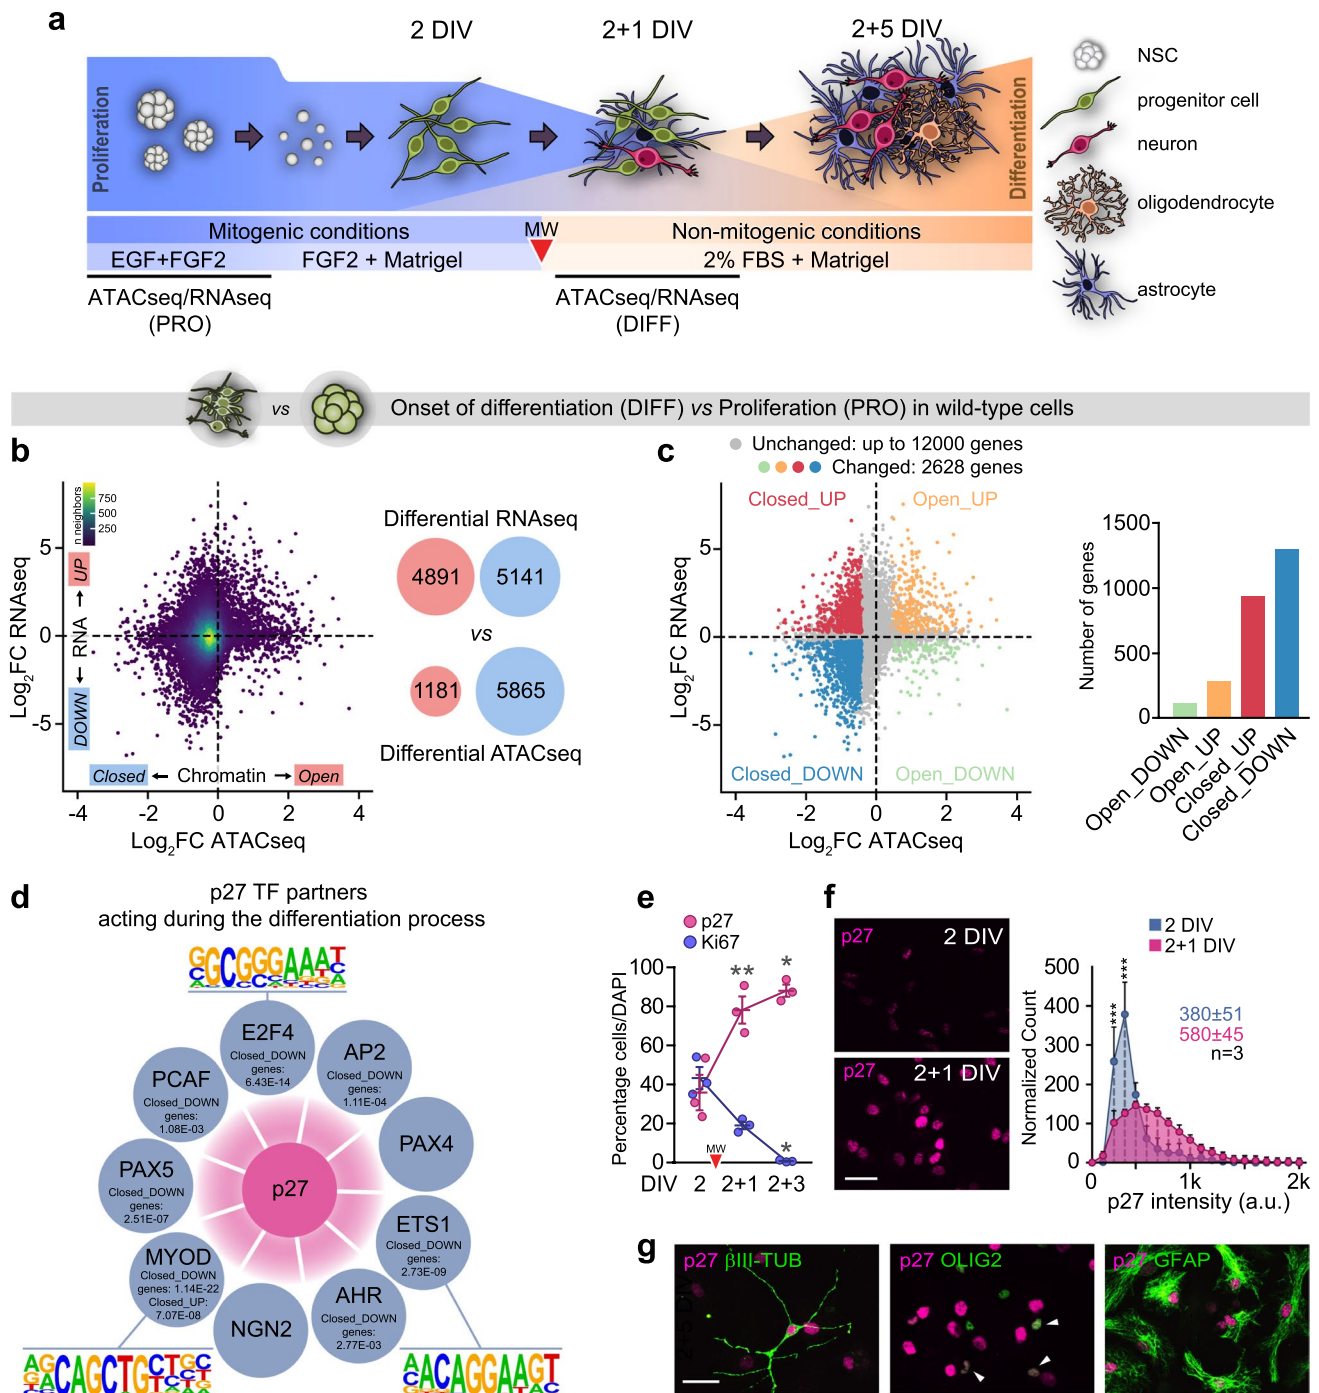 a
2 DIV
2+1 DIV
2+5 DIV
Proliferation
Differentiation
NSC
progenitor cell
neuron
oligodendrocyte
astrocyte
Mitogenic conditions
MW
Non-mitogenic conditions
EGF+FGF2
FGF2 + Matrigel
2% FBS + Matrigel
ATACseq/RNAseq
(PRO)
ATACseq/RNAseq
(DIFF)
vs
Onset of differentiation (DIFF) vs Proliferation (PRO) in wild-type cells
b
n neighbors
750
500
250
5
0
-5
UP
RNA
DOWN
Log2FC RNAseq
Closed
Chromatin
Open
-4
-2
0
2
4
Log2FC ATACseq
Differential RNAseq
4891
5141
vs
1181
5865
Differential ATACseq
c
Unchanged: up to 12000 genes
Changed: 2628 genes
Closed_UP
Open_UP
5
0
-5
Log2FC RNAseq
Closed_DOWN
Open_DOWN
-4
-2
0
2
4
Log2FC ATACseq
1500
1000
500
0
Number of genes
Open_DOWN
Open_UP
Closed_UP
Closed_DOWN
d
p27 TF partners
acting during the differentiation process
GGCGGGAAAT
E2F4
Closed_DOWN
genes:
6.43E-14
AP2
Closed_DOWN
genes:
1.11E-04
PCAF
Closed_DOWN
genes:
1.08E-03
PAX4
PAX5
Closed_DOWN
genes:
2.51E-07
p27
ETS1
Closed_DOWN
genes:
2.73E-09
MYOD
Closed_DOWN
genes: 1.14E-22
Closed_UP:
7.07E-08
NGN2
AHR
Closed_DOWN
genes:
2.77E-03
AGCAGCTGCTGC
AACAGGAAGT
e
p27
Ki67
**
*
*
100
80
60
40
20
0
Percentage cells/DAPI
MW
DIV
2
2+1
2+3
f
p27
2 DIV
p27
2+1 DIV
2 DIV
2+1 DIV
500
400
300
200
100
0
Normalized Count
***
***
380±51
580±45
n=3
0
1k
2k
p27 intensity (a.u.)
g
p27 βIII-TUB
p27 OLIG2
p27 GFAP